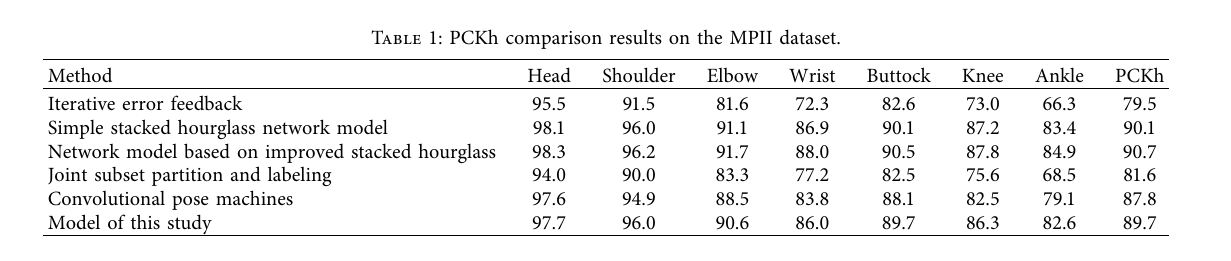 TABLE 1: PCKh comparison results on the MPII dataset.
Method Head Shoulder Elbow Wrist Buttock Knee Ankle PCKh
Iterative error feedback 95.5 91.5 81.6 72.3 82.6 73.0 66.3 79.5
Simple stacked hourglass network model 98.1 96.0 91.1 86.9 90.1 87.2 83.4 90.1
Network model based on improved stacked hourglass 98.3 96.2 91.7 88.0 90.5 87.8 84.9 90.7
Joint subset partition and labeling 94.0 90.0 83.3 77.2 82.5 75.6 68.5 81.6
Convolutional pose machines 97.6 94.9 88.5 83.8 88.1 82.5 79.1 87.8
Model of this study 97.7 96.0 90.6 86.0 89.7 86.3 82.6 89.7